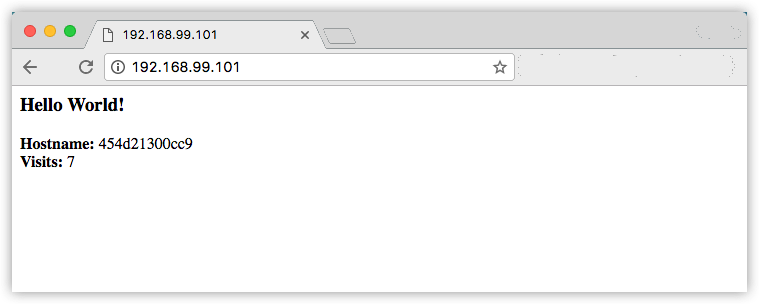 192.168.99.101
192.168.99.101
Hello World!
Hostname: 454d21300cc9
Visits: 7